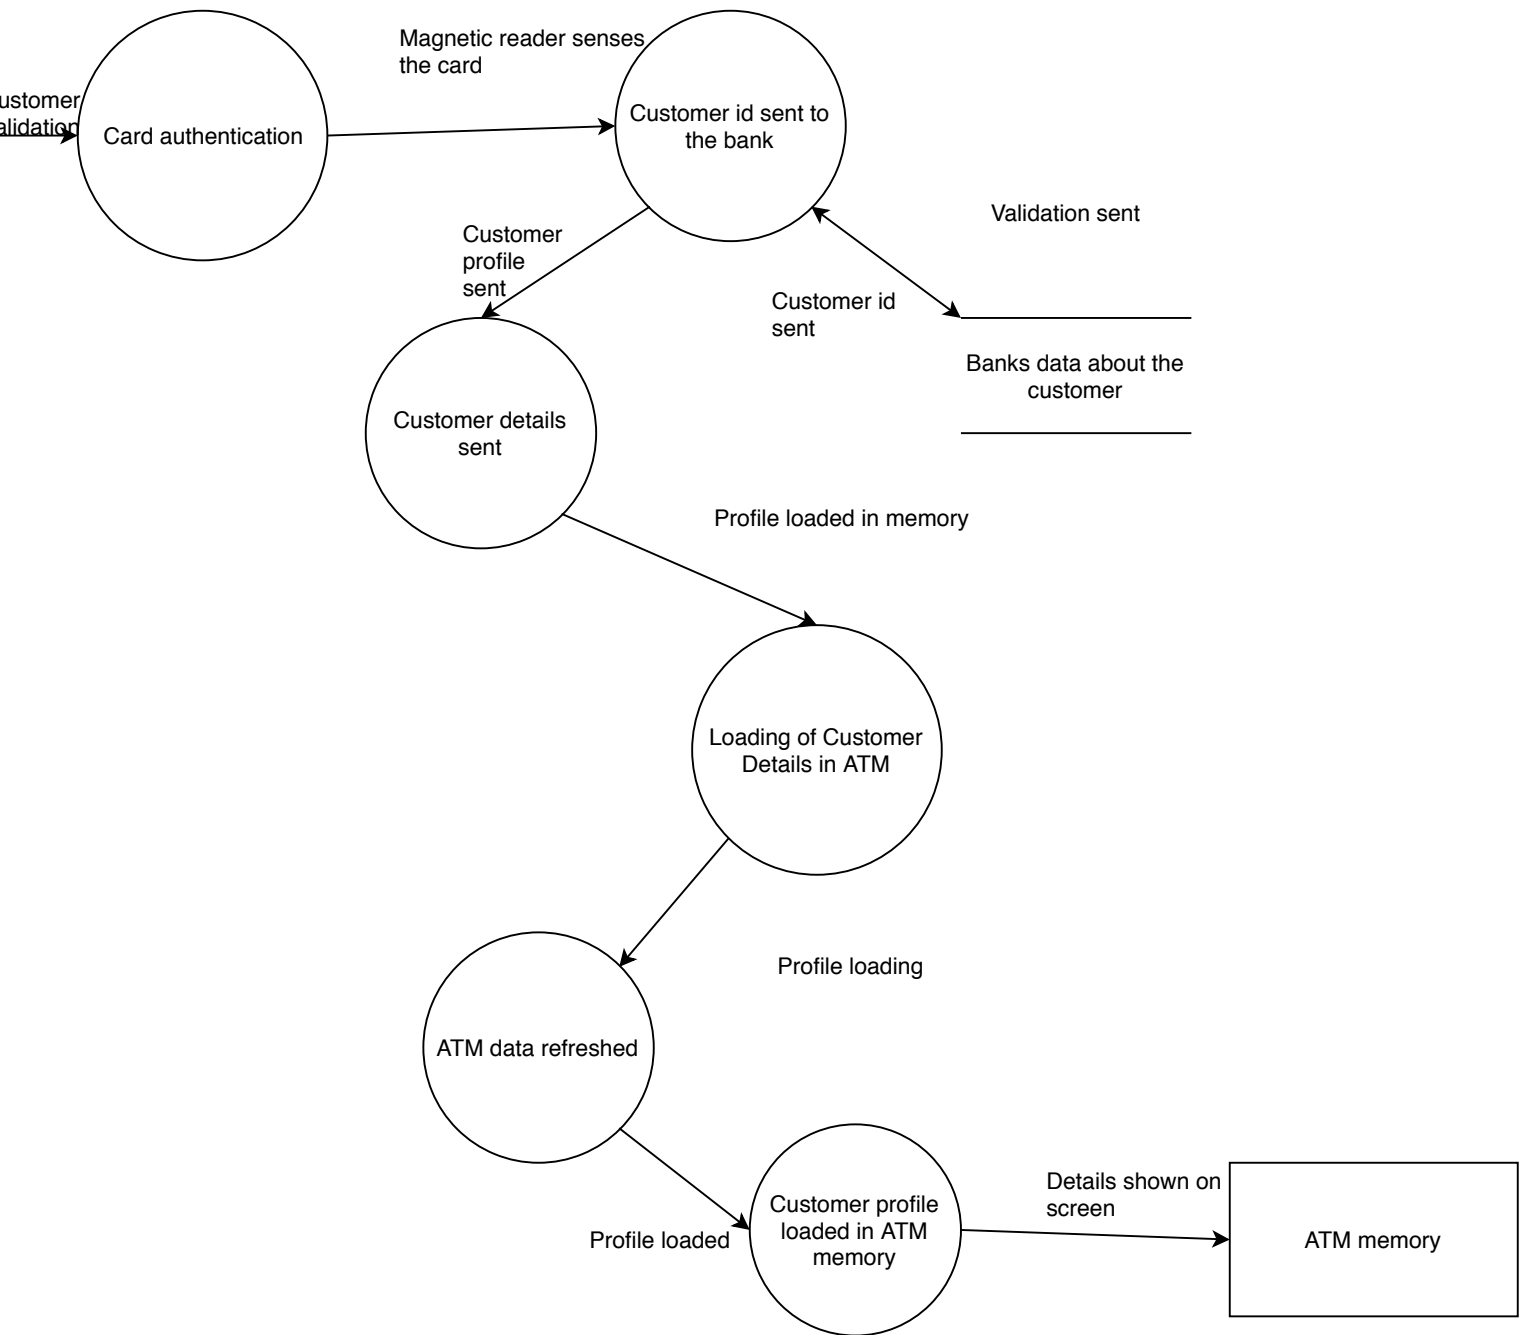 Magnetic reader senses
the card
ustomer
alidation
Card authentication
Customer id sent to
the bank
Validation sent
Customer
profile
sent
Customer id
sent
Banks data about the
customer
Customer details
sent
Profile loaded in memory
Loading of Customer
Details in ATM
Profile loading
ATM data refreshed
Profile loaded
Customer profile
loaded in ATM
memory
Details shown on
screen
ATM memory